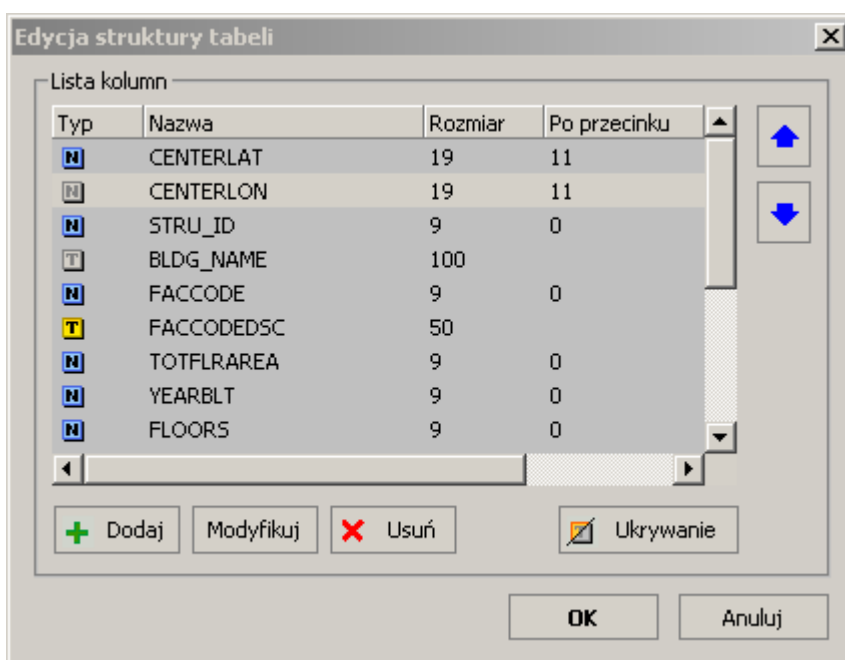 Edycja struktury tabeli
Lista kolumn
Typ Nazwa Rozmiar Po przecinku
N CENTERLAT 19 11
N CENTERLON 19 11
N STRU_ID 9 0
T BLDG_NAME 100
N FACCODE 9 0
T FACCODEDSC 50
N TOTFLRAREA 9 0
N YEARBLT 9 0
N FLOORS 9 0
Dodaj Modyfikuj Usuń Ukrywanie
OK Anuluj